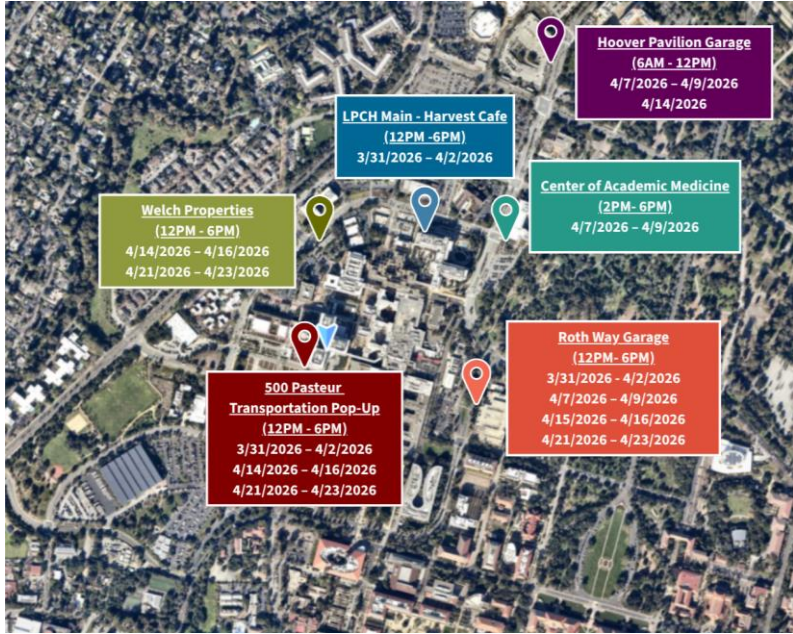 Hoover Pavilion Garage
(6AM - 12PM)
4/7/2026 – 4/9/2026
4/14/2026
LPCH Main - Harvest Cafe
(12PM -6PM)
3/31/2026 – 4/2/2026
Center of Academic Medicine
(2PM- 6PM)
4/7/2026 – 4/9/2026
Welch Properties
(12PM - 6PM)
4/14/2026 – 4/16/2026
4/21/2026 – 4/23/2026
Roth Way Garage
(12PM- 6PM)
3/31/2026 - 4/2/2026
4/7/2026 – 4/9/2026
4/15/2026 – 4/16/2026
4/21/2026 – 4/23/2026
500 Pasteur
Transportation Pop-Up
(12PM - 6PM)
3/31/2026 – 4/2/2026
4/14/2026 – 4/16/2026
4/21/2026 – 4/23/2026